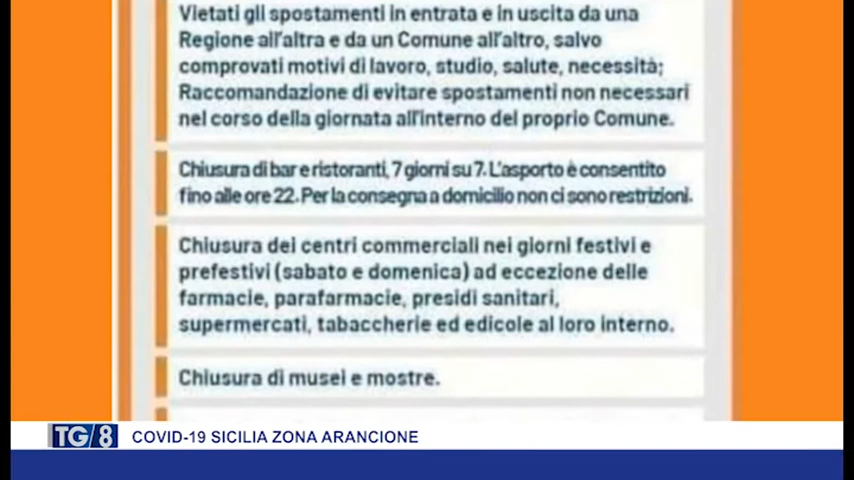 Vietati gli spostamenti in entrata e in uscita da una
Regione all'altra e da un Comune all'altro, salvo
comprovati motivi di lavoro, studio, salute, necessità;
Raccomandazione di evitare spostamenti non necessari
nel corso della giornata all'interno del proprio Comune.
Chiusura di bar e ristoranti, 7 giorni su 7. L'asporto è consentito
fino alle ore 22. Per la consegna a domicilio non ci sono restrizioni.
Chiusura dei centri commerciali nei giorni festivi e
prefestivi (sabato e domenica) ad eccezione delle
farmacie, parafarmacie, presidi sanitari,
supermercati, tabaccherie ed edicole al loro interno.
Chiusura di musei e mostre.
TG/8 COVID-19 SICILIA ZONA ARANCIONE